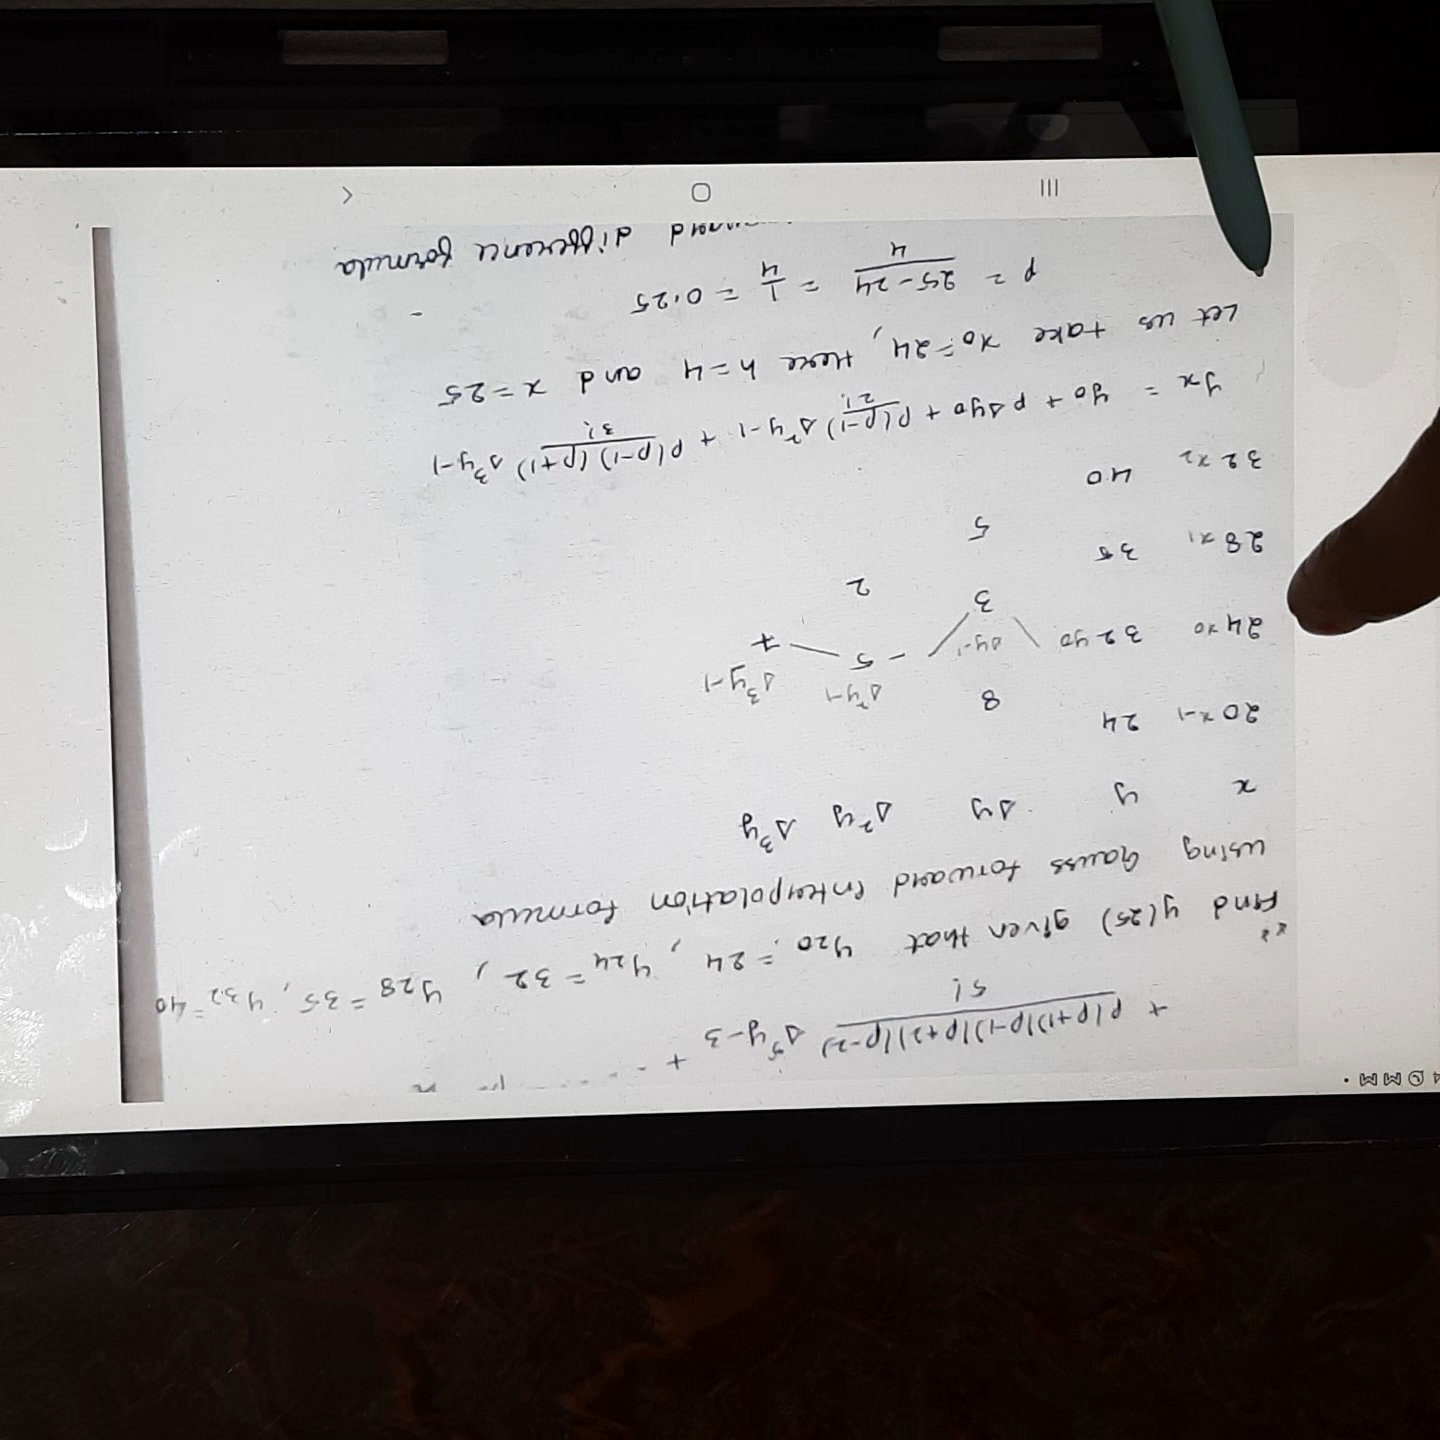 + p(p+1)(p-1)(p+2)(p-2)/5! Δ⁵y-3 + - - -
** Find y(25) given that y20 = 24, y24 = 32, y28 = 35, y32 = 40
using Gauss forward interpolation formula
x y Δy Δ²y Δ³y
20 x-1 24
8 Δ²y-1 Δ³y-1
24 x0 32 y0 Δy-1 -5 7
3
2
28 x1 35
5
32 x2 40
yx = y0 + pΔy0 + p(p-1)/2! Δ²y-1 + p(p-1)(p+1)/3! Δ³y-1
Let us take x0=24, Here h=4 and x=25
p = 25-24/4 = 1/4 = 0.25
difference formula